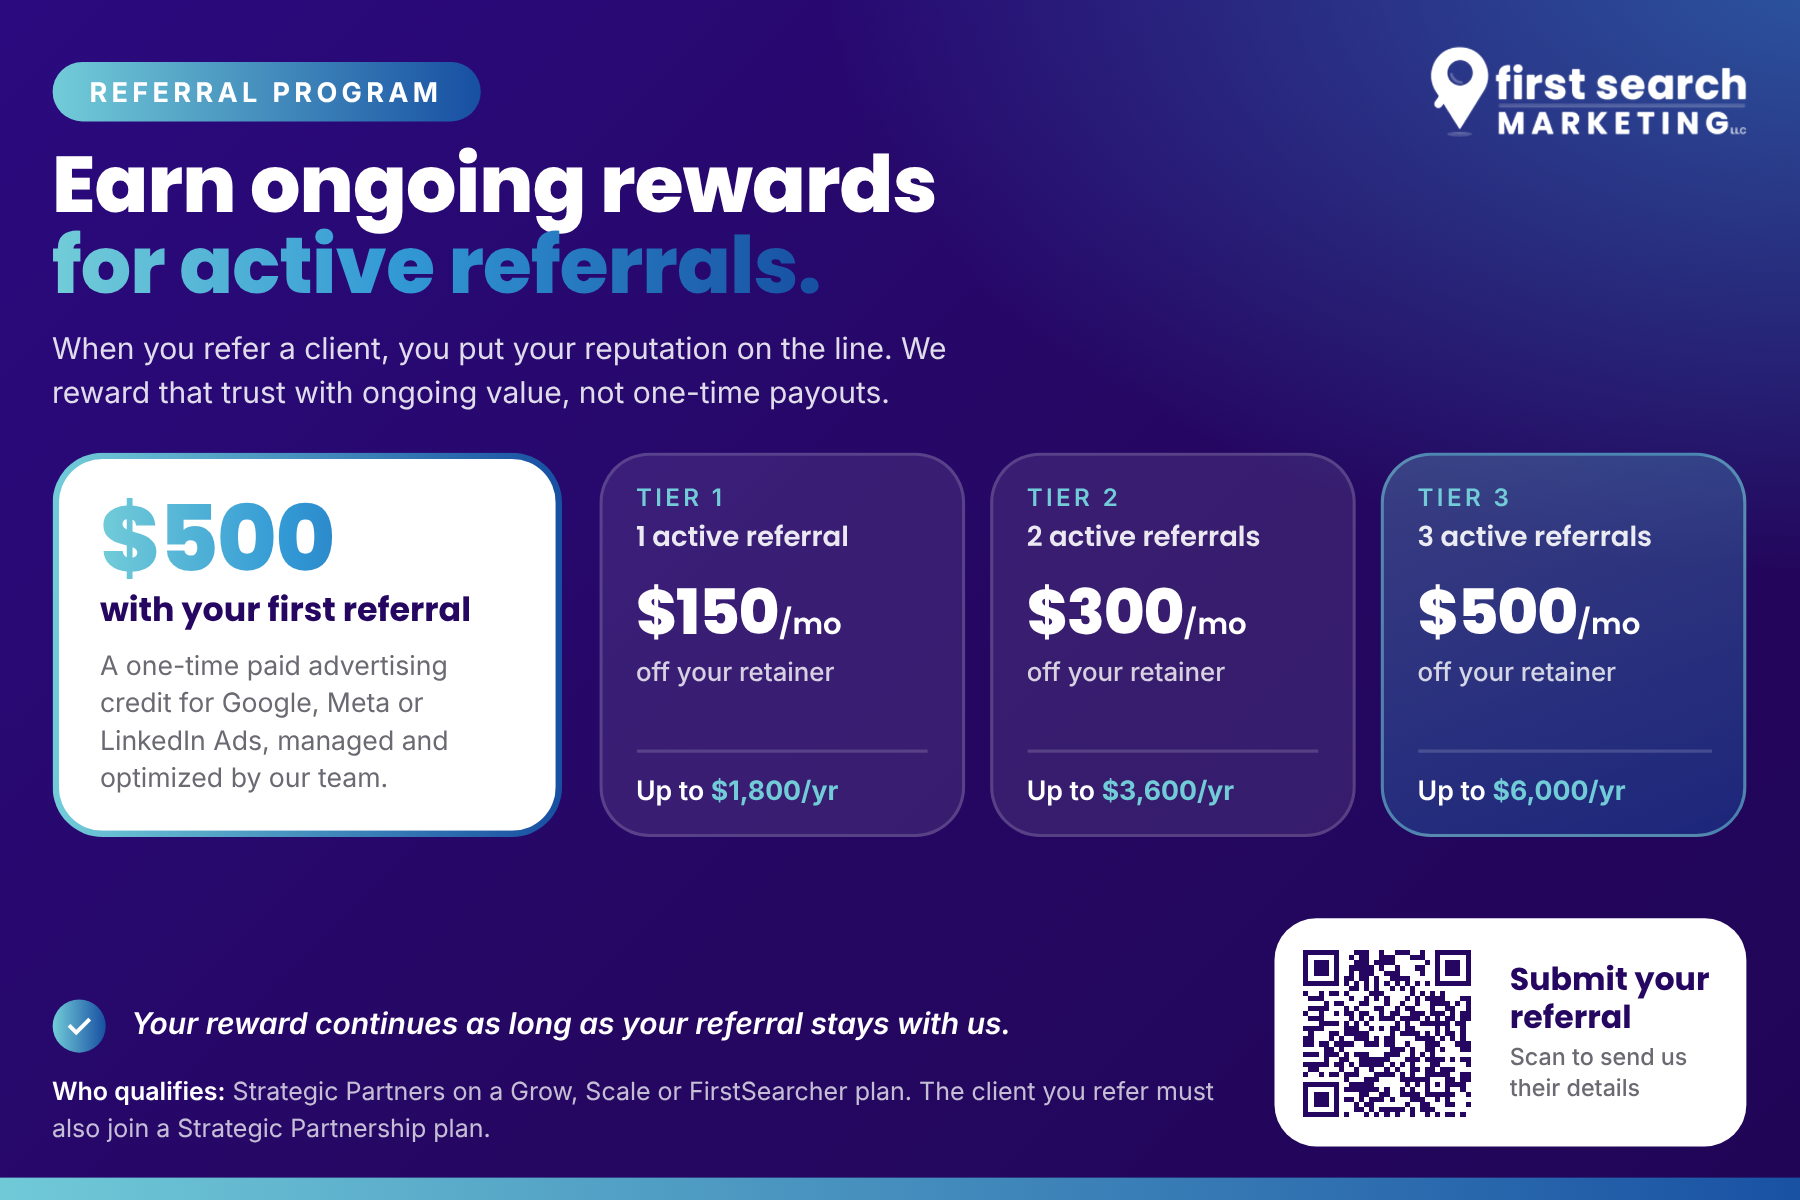 REFERRAL PROGRAM
first search
MARKETING LLC
Earn ongoing rewards
for active referrals.
When you refer a client, you put your reputation on the line. We
reward that trust with ongoing value, not one-time payouts.
$500
with your first referral
A one-time paid advertising
credit for Google, Meta or
LinkedIn Ads, managed and
optimized by our team.
TIER 1
1 active referral
$150/mo
off your retainer
Up to $1,800/yr
TIER 2
2 active referrals
$300/mo
off your retainer
Up to $3,600/yr
TIER 3
3 active referrals
$500/mo
off your retainer
Up to $6,000/yr
Your reward continues as long as your referral stays with us.
Who qualifies: Strategic Partners on a Grow, Scale or FirstSearcher plan. The client you refer must
also join a Strategic Partnership plan.
Submit your
referral
Scan to send us
their details